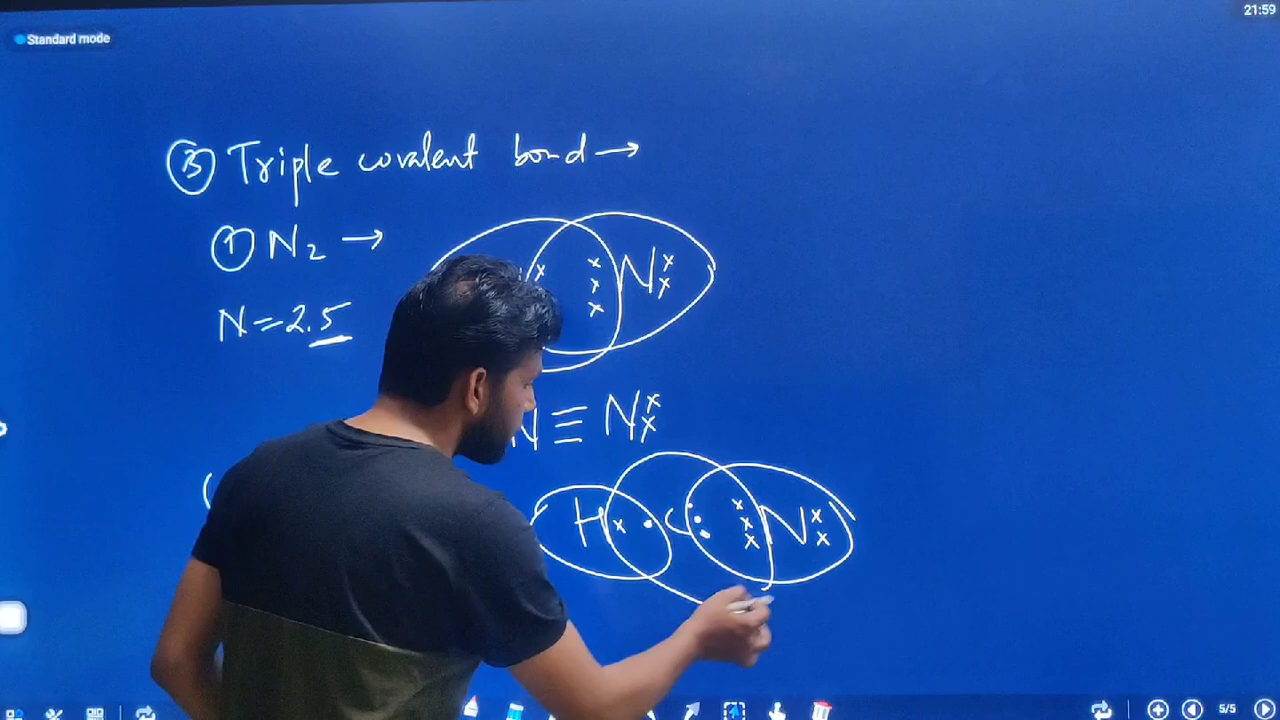 21:59
Standard mode
③ Triple covalent bond →
① N₂ →
x x N x
x x
x
N = 2.5
N ≡ N x x
H x • C • • • x x x N x x
5/5